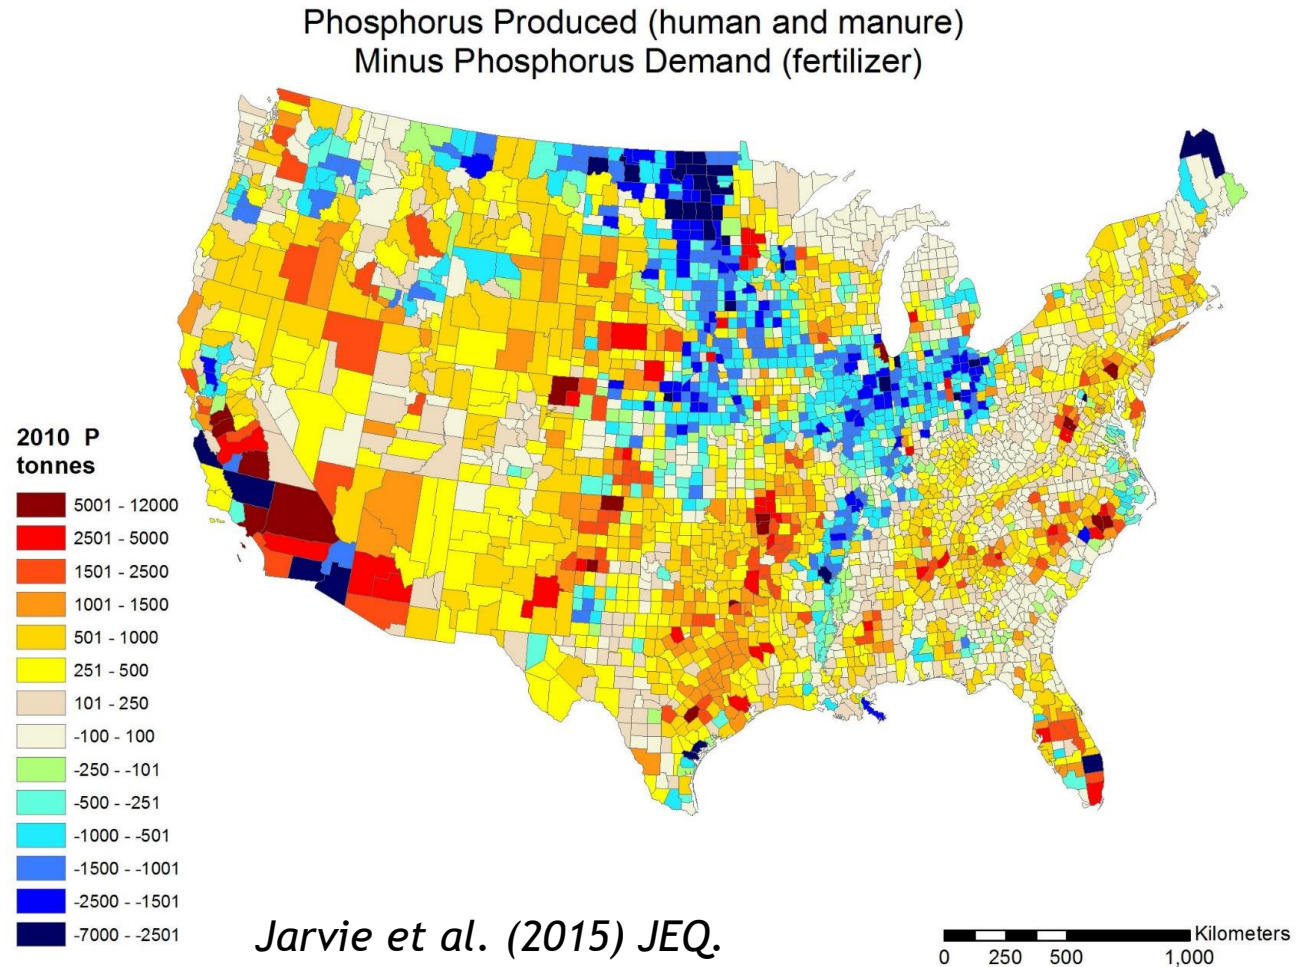 Phosphorus Produced (human and manure)
Minus Phosphorus Demand (fertilizer)
2010 P
tonnes
5001 - 12000
2501 - 5000
1501 - 2500
1001 - 1500
501 - 1000
251 - 500
101 - 250
-100 - 100
-250 - -101
-500 - -251
-1000 - -501
-1500 - -1001
-2500 - -1501
-7000 - -2501
Jarvie et al. (2015) JEQ.
Kilometers
0 250 500 1,000